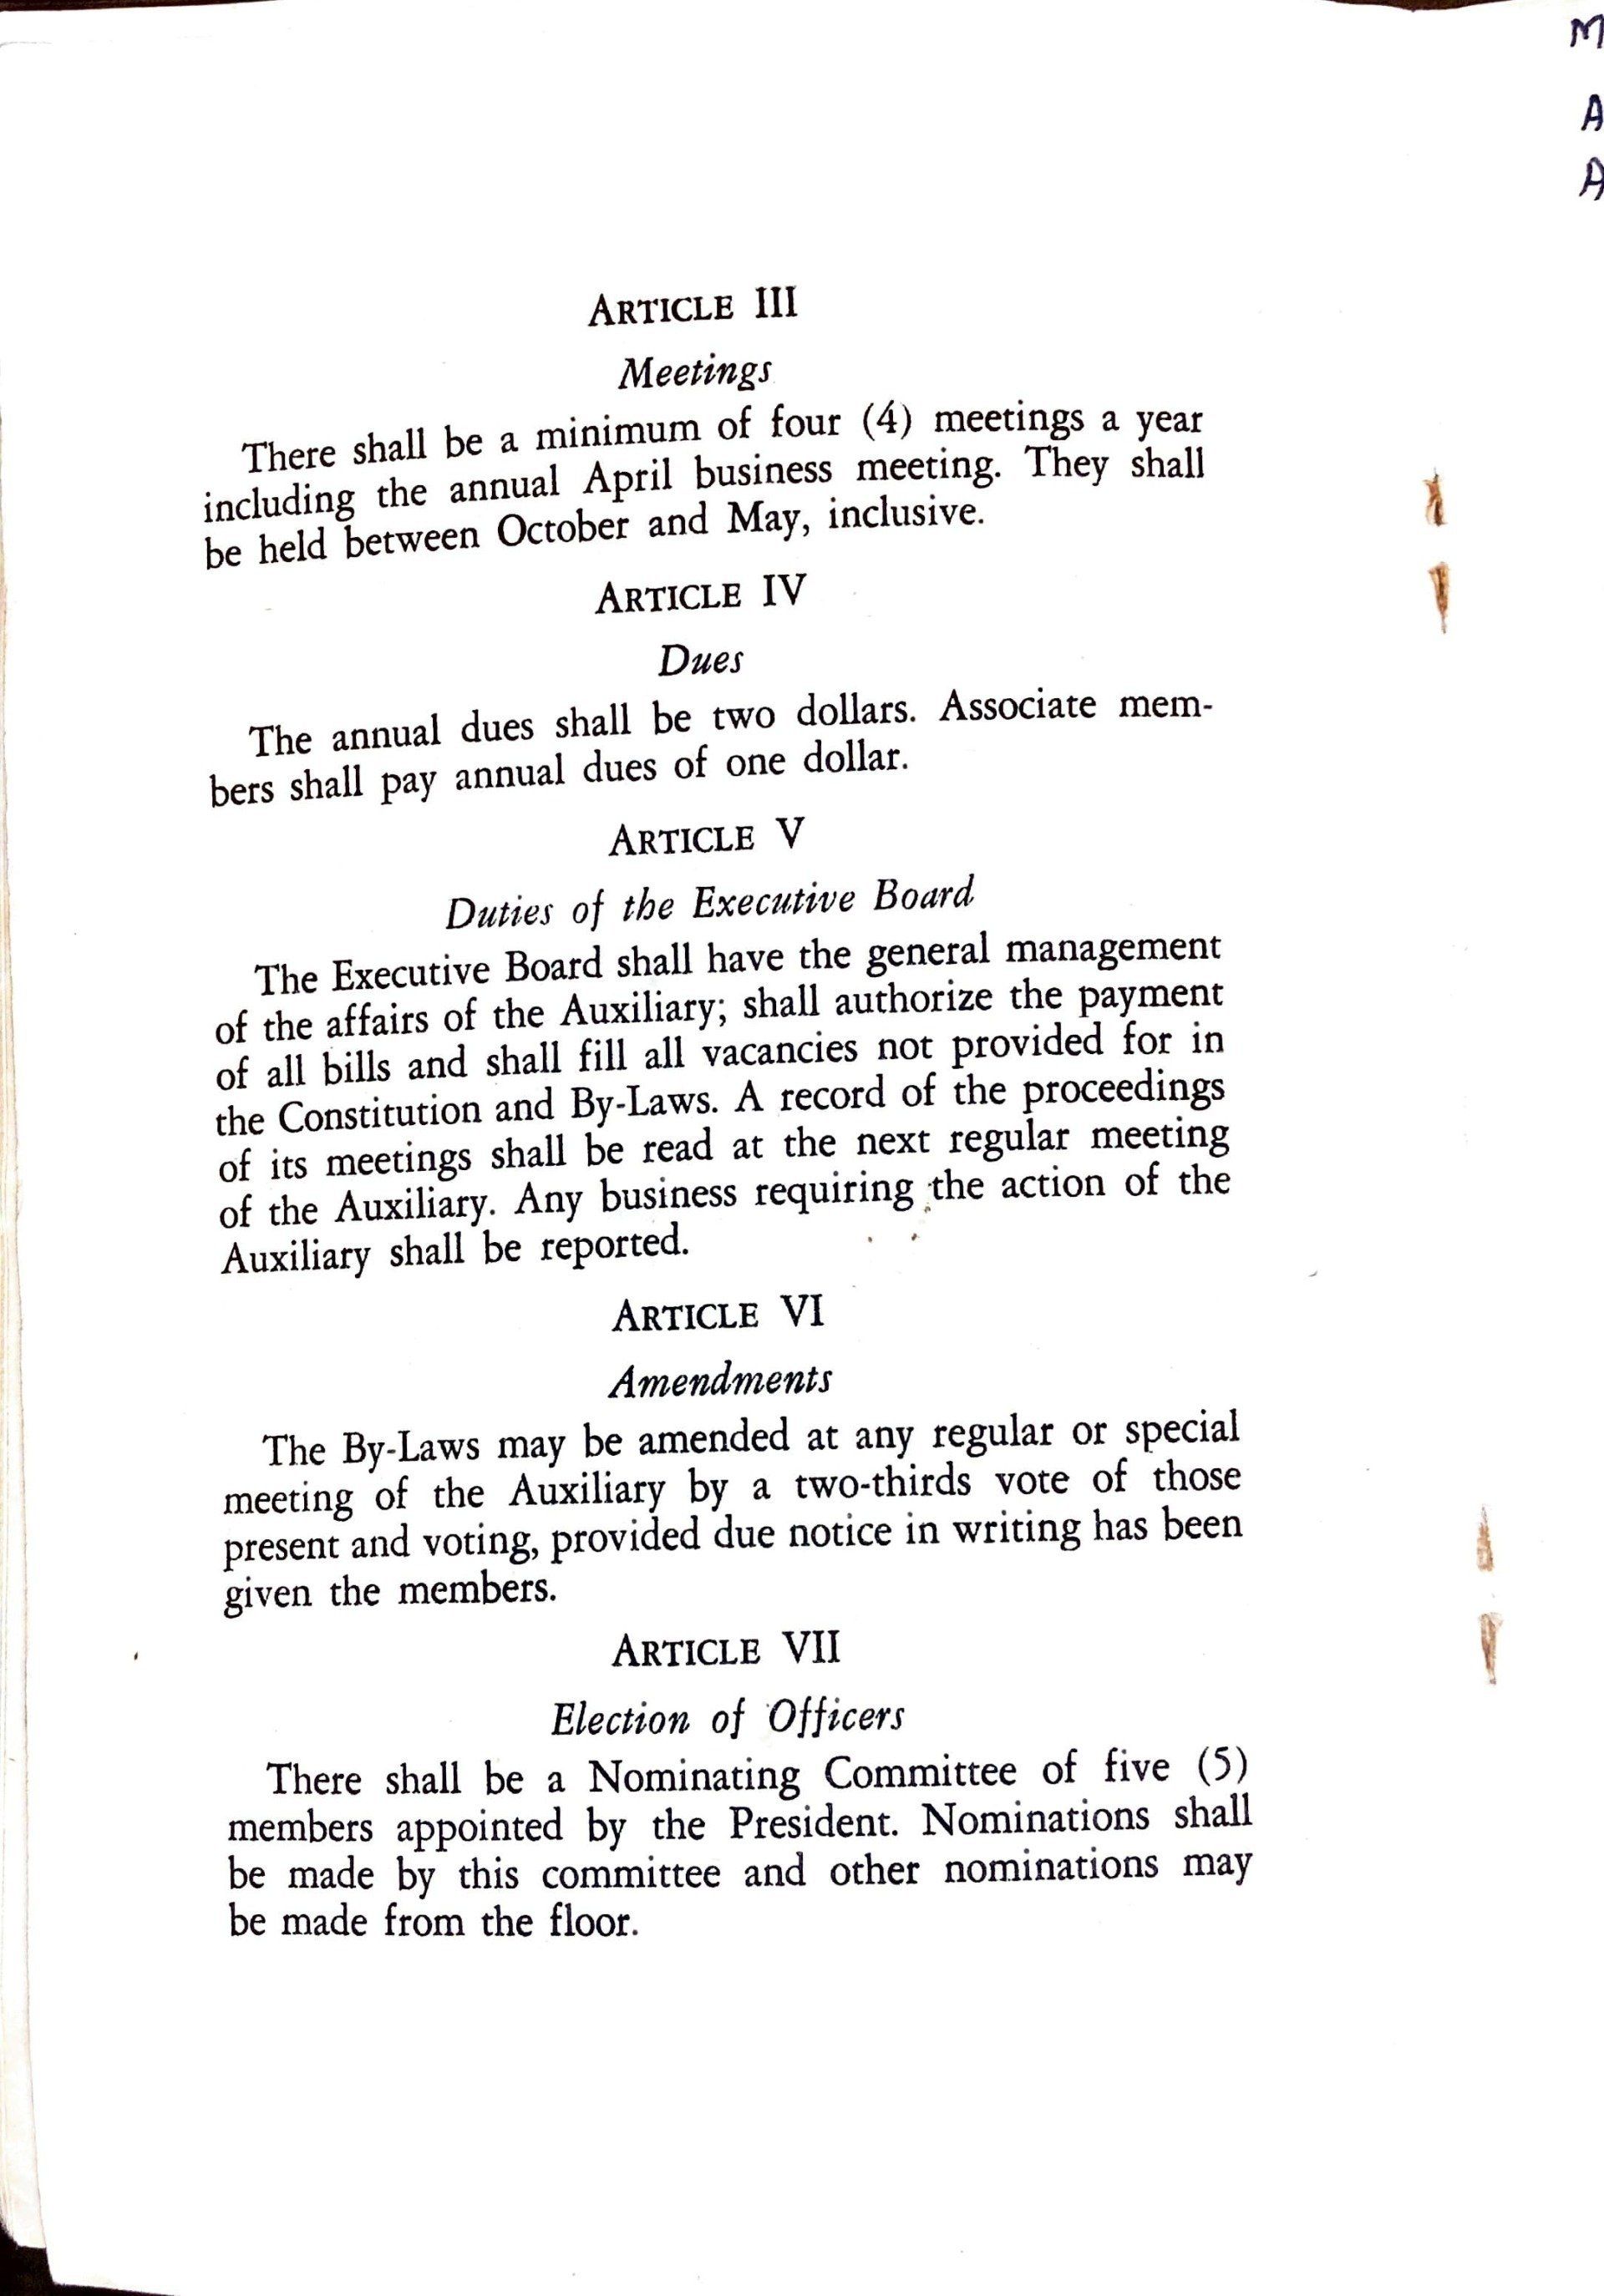 M
A
A
ARTICLE III
Meetings
There shall be a minimum of four (4) meetings a year
including the annual April business meeting. They shall
be held between October and May, inclusive.
ARTICLE IV
Dues
The annual dues shall be two dollars. Associate mem-
bers shall pay annual dues of one dollar.
ARTICLE V
Duties of the Executive Board
The Executive Board shall have the general management
of the affairs of the Auxiliary; shall authorize the payment
of all bills and shall fill all vacancies not provided for in
the Constitution and By-Laws. A record of the proceedings
of its meetings shall be read at the next regular meeting
of the Auxiliary. Any business requiring the action of the
Auxiliary shall be reported.
ARTICLE VI
Amendments
The By-Laws may be amended at any regular or special
meeting of the Auxiliary by a two-thirds vote of those
present and voting, provided due notice in writing has been
given the members.
ARTICLE VII
Election of Officers
There shall be a Nominating Committee of five (5)
members appointed by the President. Nominations shall
be made by this committee and other nominations may
be made from the floor.